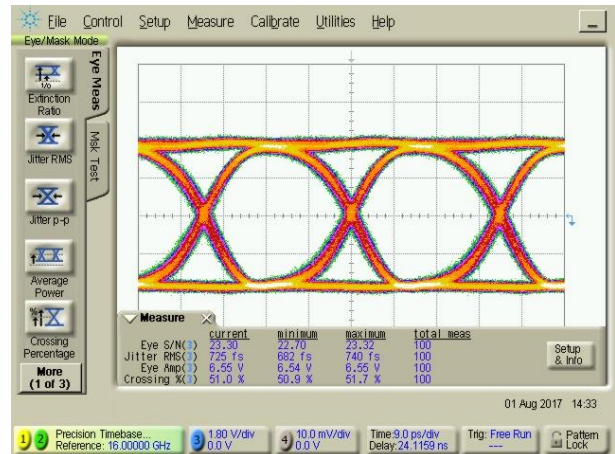 File Control Setup Measure Calibrate Utilities Help
Eye/Mask Mode
Extinction
Ratio
Jitter RMS
Jitter p-p
Average
Power
Crossing
Percentage
More
(1 of 3)
Eye Meas
Msk Test
Measure
current minimum maximum total meas
Eye S/N(3) 23.30 22.70 23.32 100
Jitter RMS(3) 725 fs 682 fs 740 fs 100
Eye Amp(3) 6.55 V 6.54 V 6.55 V 100
Crossing %(3) 51.0 % 50.9 % 51.7 % 100
Setup
& Info
01 Aug 2017 14:33
1 2 Precision Timebase...
Reference: 16.00000 GHz
3 1.80 V/div
0.0 V
4 10.0 mV/div
0.0 V
Time:9.0 ps/div
Delay:24.1159 ns
Trig: Free Run
---
Pattern
Lock